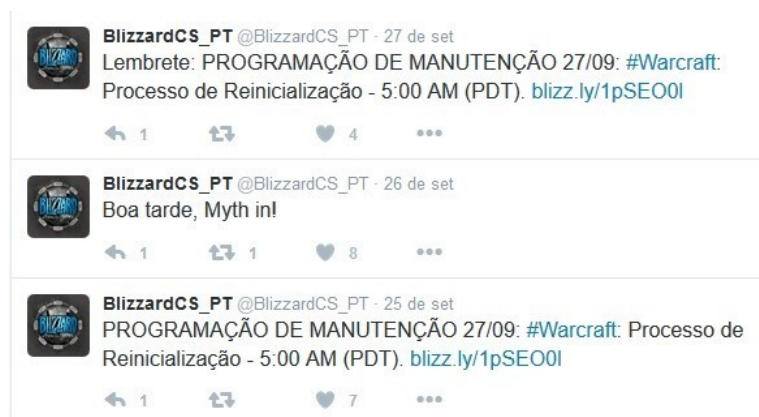 BlizzardCS_PT @BlizzardCS_PT · 27 de set
Lembrete: PROGRAMAÇÃO DE MANUTENÇÃO 27/09: #Warcraft:
Processo de Reinicialização - 5:00 AM (PDT). blizz.ly/1pSEO0l
1 4
BlizzardCS_PT @BlizzardCS_PT · 26 de set
Boa tarde, Myth in!
1 1 8
BlizzardCS_PT @BlizzardCS_PT · 25 de set
PROGRAMAÇÃO DE MANUTENÇÃO 27/09: #Warcraft: Processo de
Reinicialização - 5:00 AM (PDT). blizz.ly/1pSEO0l
1 7